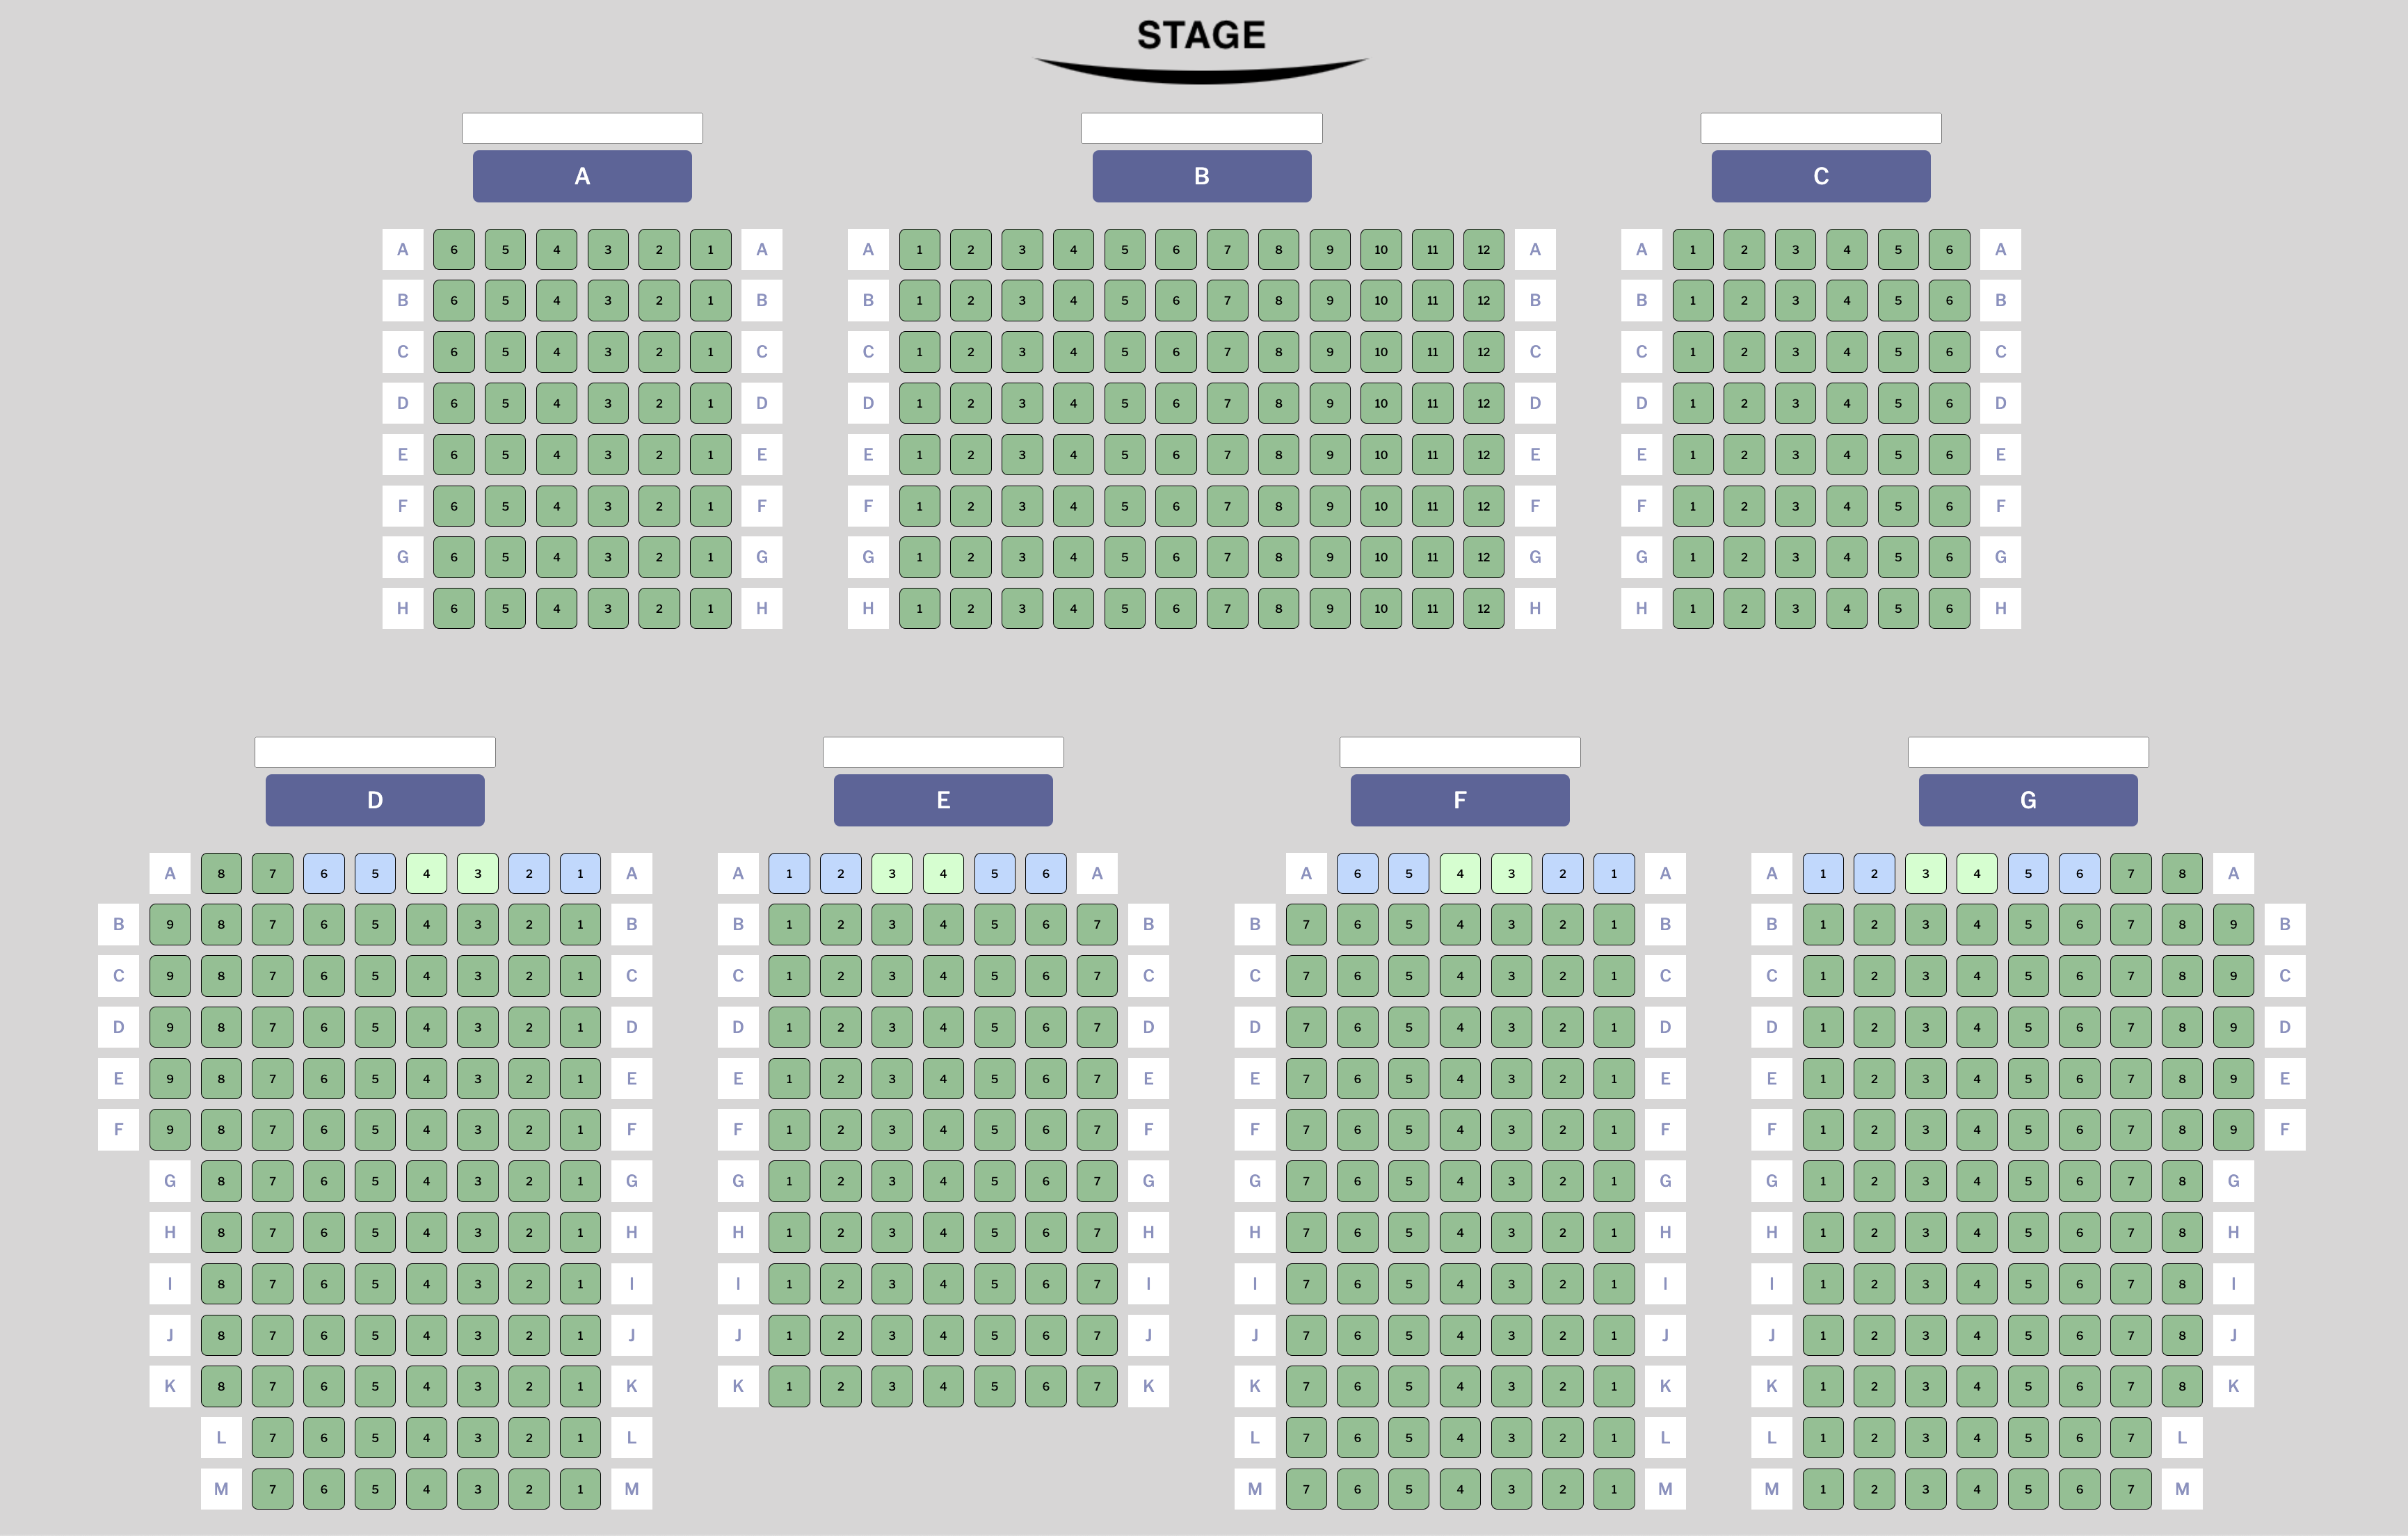 STAGE
A B C
A 6 5 4 3 2 1 A A 1 2 3 4 5 6 7 8 9 10 11 12 A A 1 2 3 4 5 6 A
B 6 5 4 3 2 1 B B 1 2 3 4 5 6 7 8 9 10 11 12 B B 1 2 3 4 5 6 B
C 6 5 4 3 2 1 C C 1 2 3 4 5 6 7 8 9 10 11 12 C C 1 2 3 4 5 6 C
D 6 5 4 3 2 1 D D 1 2 3 4 5 6 7 8 9 10 11 12 D D 1 2 3 4 5 6 D
E 6 5 4 3 2 1 E E 1 2 3 4 5 6 7 8 9 10 11 12 E E 1 2 3 4 5 6 E
F 6 5 4 3 2 1 F F 1 2 3 4 5 6 7 8 9 10 11 12 F F 1 2 3 4 5 6 F
G 6 5 4 3 2 1 G G 1 2 3 4 5 6 7 8 9 10 11 12 G G 1 2 3 4 5 6 G
H 6 5 4 3 2 1 H H 1 2 3 4 5 6 7 8 9 10 11 12 H H 1 2 3 4 5 6 H
D E F G
A 8 7 6 5 4 3 2 1 A A 1 2 3 4 5 6 A A 6 5 4 3 2 1 A A 1 2 3 4 5 6 7 8 A
B 9 8 7 6 5 4 3 2 1 B B 1 2 3 4 5 6 7 B B 7 6 5 4 3 2 1 B B 1 2 3 4 5 6 7 8 9 B
C 9 8 7 6 5 4 3 2 1 C C 1 2 3 4 5 6 7 C C 7 6 5 4 3 2 1 C C 1 2 3 4 5 6 7 8 9 C
D 9 8 7 6 5 4 3 2 1 D D 1 2 3 4 5 6 7 D D 7 6 5 4 3 2 1 D D 1 2 3 4 5 6 7 8 9 D
E 9 8 7 6 5 4 3 2 1 E E 1 2 3 4 5 6 7 E E 7 6 5 4 3 2 1 E E 1 2 3 4 5 6 7 8 9 E
F 9 8 7 6 5 4 3 2 1 F F 1 2 3 4 5 6 7 F F 7 6 5 4 3 2 1 F F 1 2 3 4 5 6 7 8 9 F
G 8 7 6 5 4 3 2 1 G G 1 2 3 4 5 6 7 G G 7 6 5 4 3 2 1 G G 1 2 3 4 5 6 7 8 G
H 8 7 6 5 4 3 2 1 H H 1 2 3 4 5 6 7 H H 7 6 5 4 3 2 1 H H 1 2 3 4 5 6 7 8 H
I 8 7 6 5 4 3 2 1 I I 1 2 3 4 5 6 7 I I 7 6 5 4 3 2 1 I I 1 2 3 4 5 6 7 8 I
J 8 7 6 5 4 3 2 1 J J 1 2 3 4 5 6 7 J J 7 6 5 4 3 2 1 J J 1 2 3 4 5 6 7 8 J
K 8 7 6 5 4 3 2 1 K K 1 2 3 4 5 6 7 K K 7 6 5 4 3 2 1 K K 1 2 3 4 5 6 7 8 K
L 7 6 5 4 3 2 1 L L 7 6 5 4 3 2 1 L L 1 2 3 4 5 6 7 L
M 7 6 5 4 3 2 1 M M 7 6 5 4 3 2 1 M M 1 2 3 4 5 6 7 M